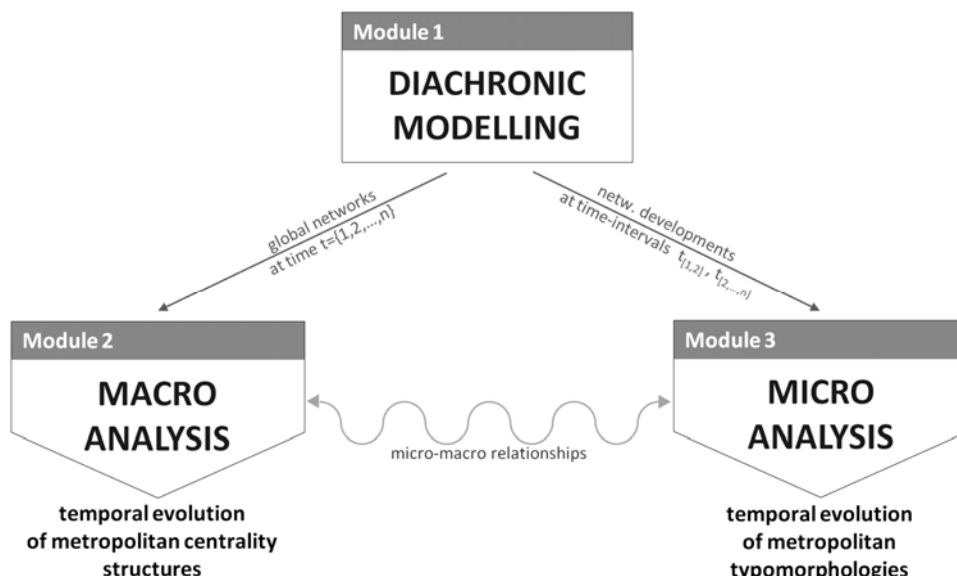 Module 1
DIACHRONIC
MODELLING
global networks
at time t={1,2,...,n}
netw. developments
at time-intervals t[1,2] , t[2,...,n]
Module 2
MACRO
ANALYSIS
Module 3
MICRO
ANALYSIS
micro-macro relationships
temporal evolution
of metropolitan centrality
structures
temporal evolution
of metropolitan
typomorphologies